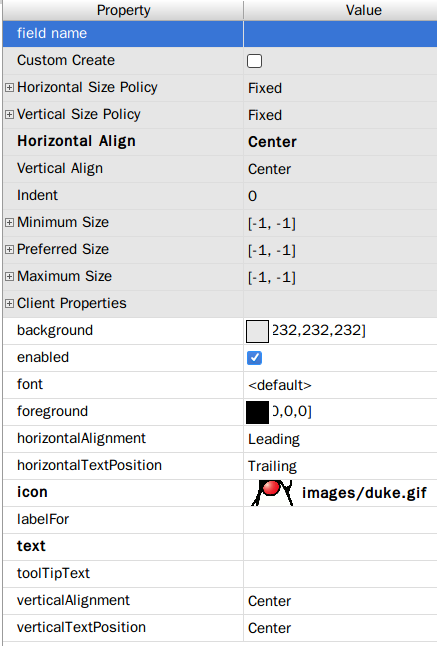 Property Value
field name
Custom Create
Horizontal Size Policy Fixed
Vertical Size Policy Fixed
Horizontal Align Center
Vertical Align Center
Indent 0
Minimum Size [-1, -1]
Preferred Size [-1, -1]
Maximum Size [-1, -1]
Client Properties
background 232,232,232]
enabled
font <default>
foreground 0,0,0]
horizontalAlignment Leading
horizontalTextPosition Trailing
icon images/duke.gif
labelFor
text
toolTipText
verticalAlignment Center
verticalTextPosition Center